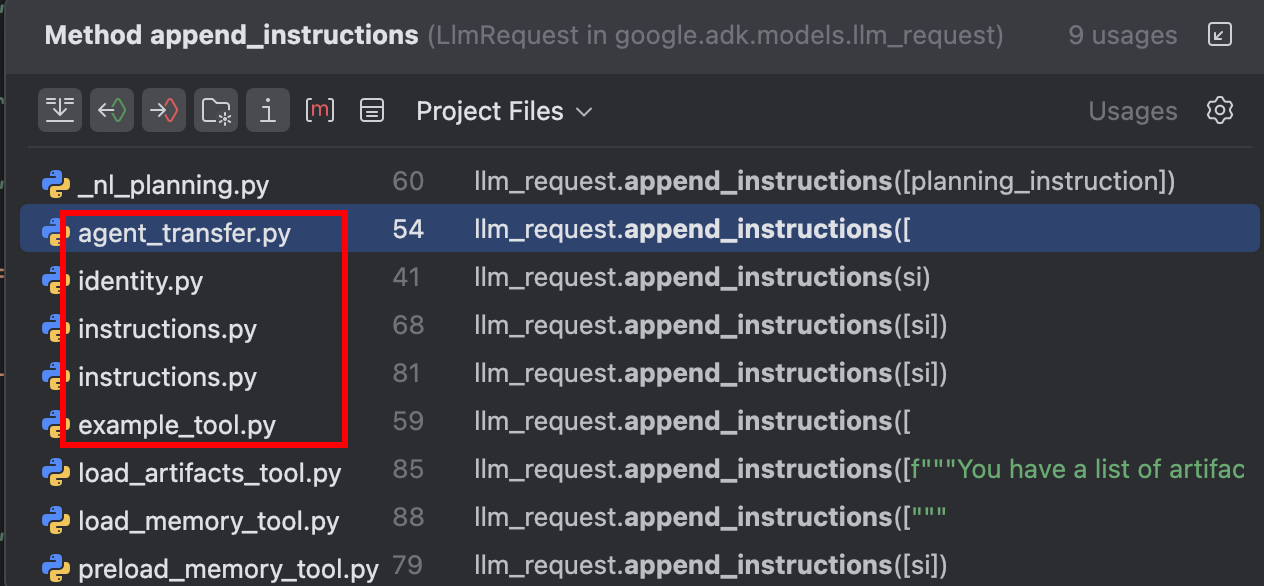 Method append_instructions (LlmRequest in google.adk.models.llm_request) 9 usages
Project Files Usages
_nl_planning.py 60 llm_request.append_instructions([planning_instruction])
agent_transfer.py 54 llm_request.append_instructions([
identity.py 41 llm_request.append_instructions(si)
instructions.py 68 llm_request.append_instructions([si])
instructions.py 81 llm_request.append_instructions([si])
example_tool.py 59 llm_request.append_instructions([
load_artifacts_tool.py 85 llm_request.append_instructions([f"""You have a list of artifac
load_memory_tool.py 88 llm_request.append_instructions(["""
preload_memory_tool.py 79 llm_request.append_instructions([si])